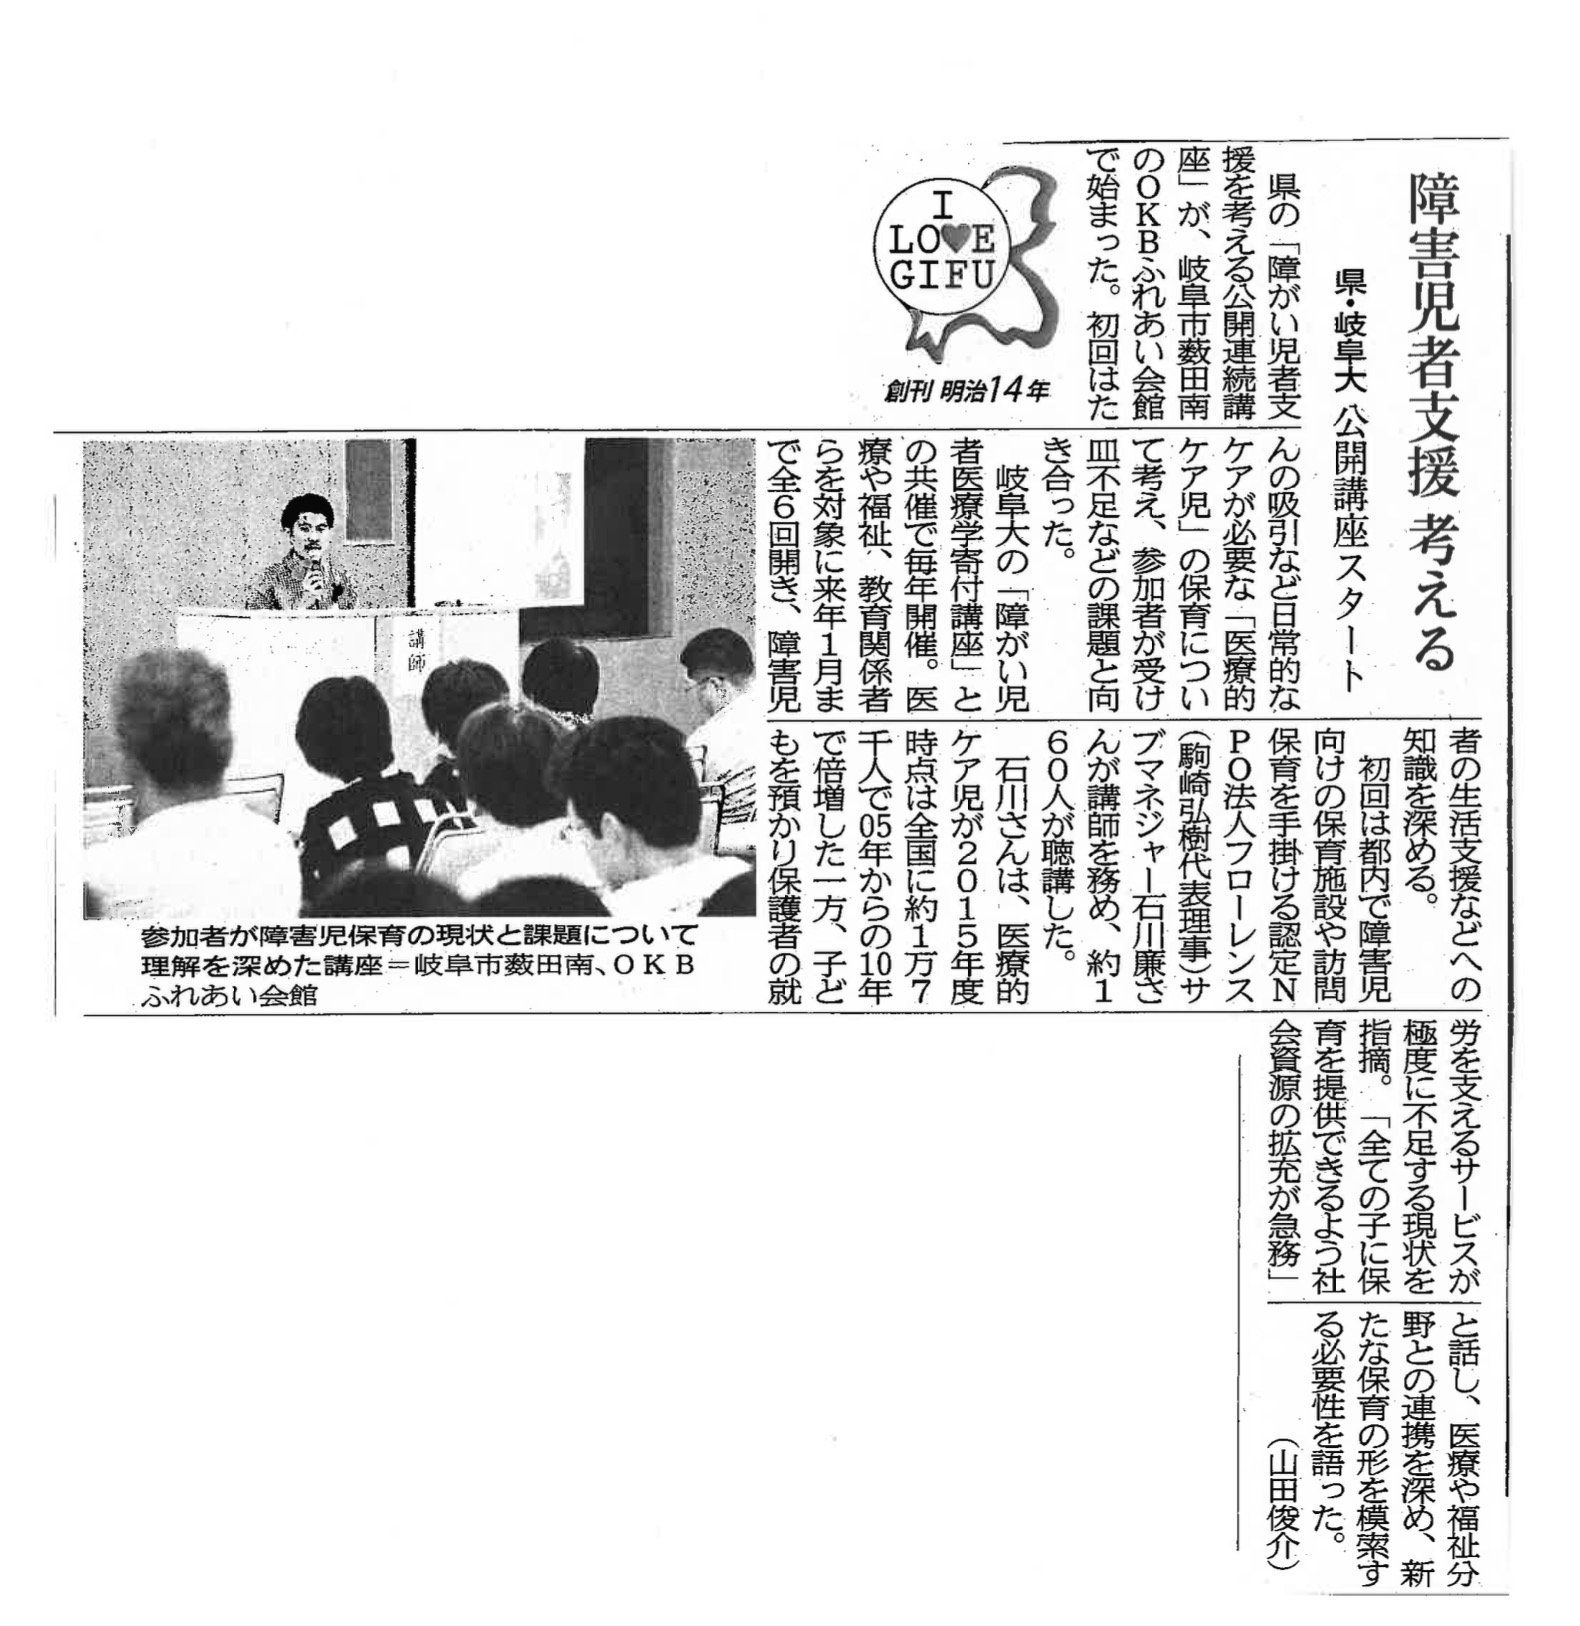 障害児者支援 考える
県・岐阜大 公開講座スタート
県の「障がい児者支
援を考える公開連続講
座」が、岐阜市薮田南
のOKBふれあい会館
で始まった。初回はた
んの吸引など日常的な
ケアが必要な「医療的
ケア児」の保育につい
て考え、参加者が受け
皿不足などの課題と向
き合った。
岐阜大の「障がい児
者医療学寄付講座」と
の共催で毎年開催。医
療や福祉、教育関係者
らを対象に来年1月ま
で全6回開き、障害児
者の生活支援などへの
知識を深める。
初回は都内で障害児
向けの保育施設や訪問
保育を手掛ける認定N
PO法人フローレンス
(駒崎弘樹代表理事)サ
ブマネジャー石川廉さ
んが講師を務め、約1
60人が聴講した。
石川さんは、医療的
ケア児が2015年度
時点は全国に約1万7
千人で05年からの10年
で倍増した一方、子ど
もを預かり保護者の就
労を支えるサービスが
極度に不足する現状を
指摘。「全ての子に保
育を提供できるよう社
会資源の拡充が急務」
と話し、医療や福祉分
野との連携を深め、新
たな保育の形を模索す
る必要性を語った。
(山田俊介)
I
LO♥E
GIFU
創刊 明治14年
講師
参加者が障害児保育の現状と課題について
理解を深めた講座=岐阜市薮田南、OKB
ふれあい会館